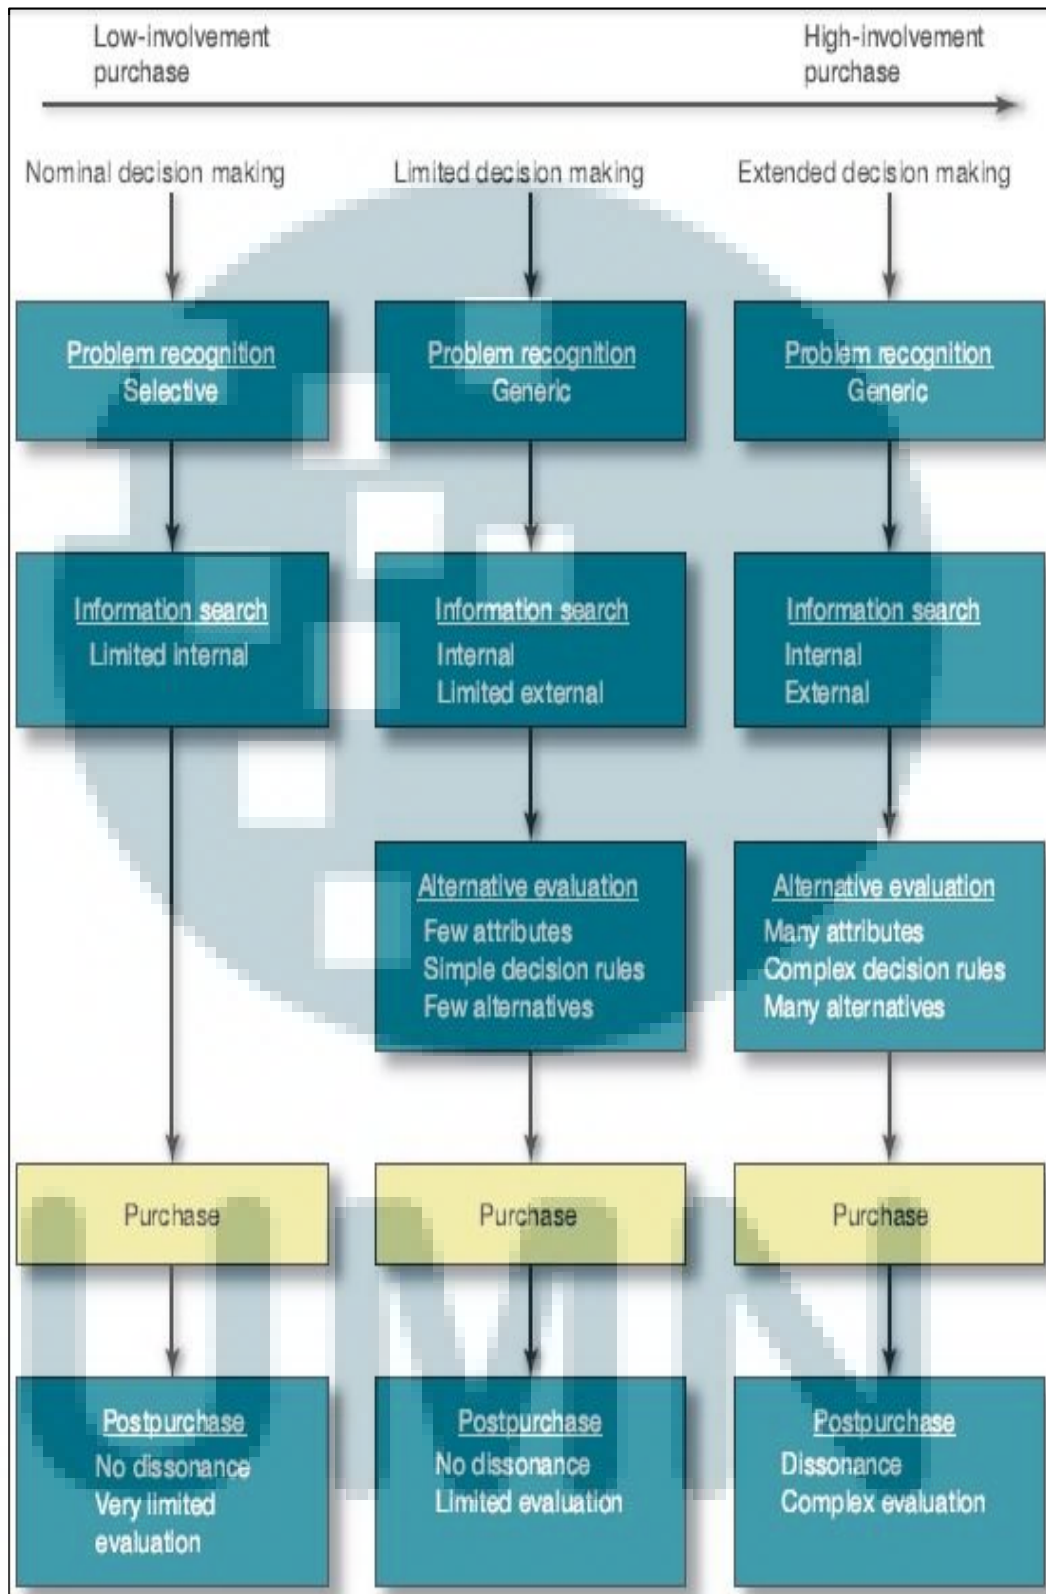 Low-involvement
purchase
High-involvement
purchase
Nominal decision making
Limited decision making
Extended decision making
Problem recognition
Selective
Problem recognition
Generic
Problem recognition
Generic
Information search
Limited internal
Information search
Internal
Limited external
Information search
Internal
External
Alternative evaluation
Few attributes
Simple decision rules
Few alternatives
Alternative evaluation
Many attributes
Complex decision rules
Many alternatives
Purchase
Purchase
Purchase
Postpurchase
No dissonance
Very limited
evaluation
Postpurchase
No dissonance
Limited evaluation
Postpurchase
Dissonance
Complex evaluation
UMN